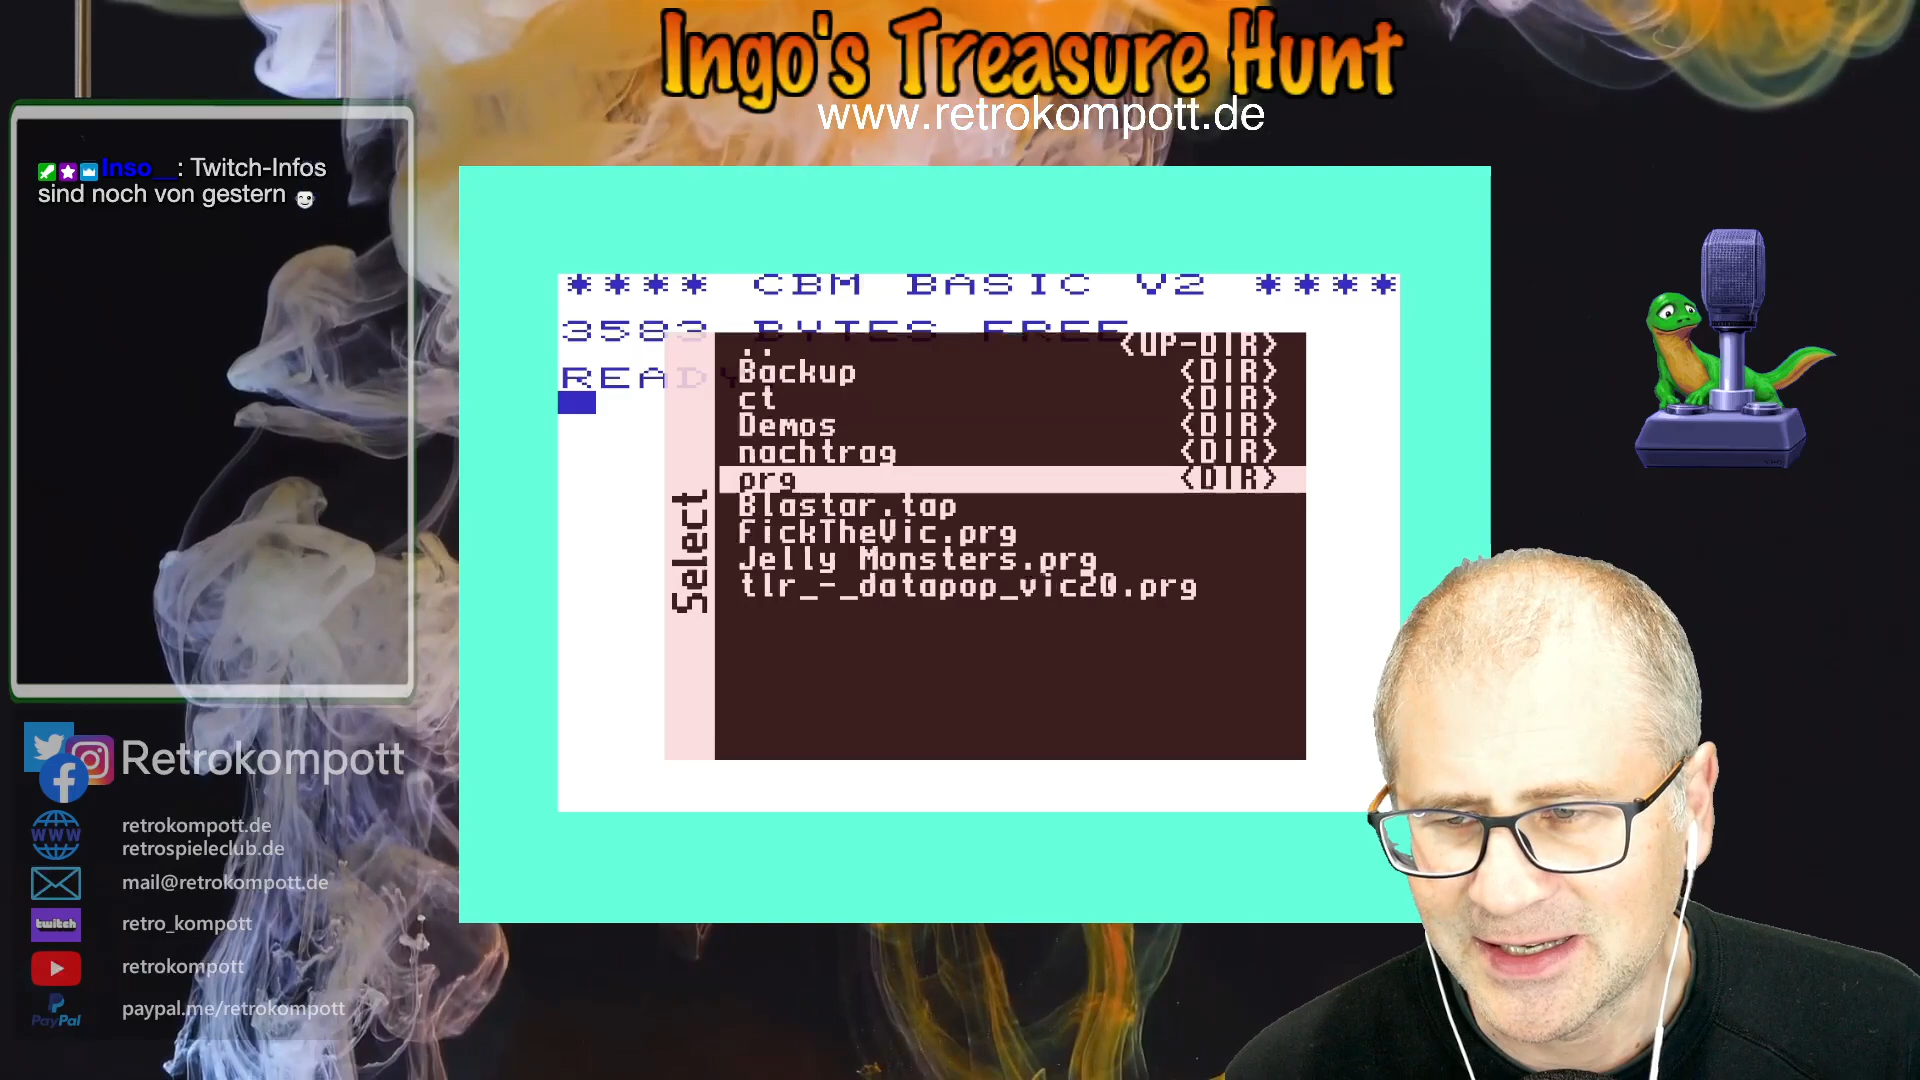 Ingo's Treasure Hunt
www.retrokompott.de
Inso__: Twitch-Infos
sind noch von gestern
**** CBM BASIC V2 ****
3583 BYTES FREE
READY
Select
.. <UP-DIR>
Backup <DIR>
ct <DIR>
Demos <DIR>
nachtrag <DIR>
prg <DIR>
Blastar.tap
FickTheVic.prg
Jelly Monsters.prg
tlr_-_datapop_vic20.prg
Retrokompott
WWW
retrokompott.de
retrospieleclub.de
mail@retrokompott.de
twitch
retro_kompott
retrokompott
PayPal
paypal.me/retrokompott